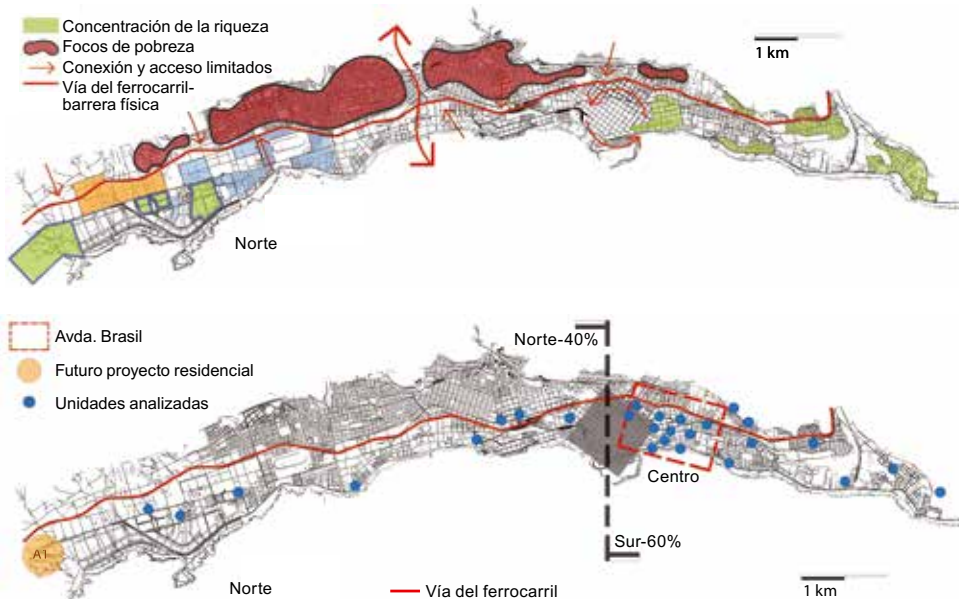 Concentración de la riqueza
Focos de pobreza
Conexión y acceso limitados
Vía del ferrocarril-
barrera física
1 km
Norte
Avda. Brasil
Futuro proyecto residencial
Unidades analizadas
Norte-40%
Centro
Sur-60%
A1
Norte
Vía del ferrocarril
1 km